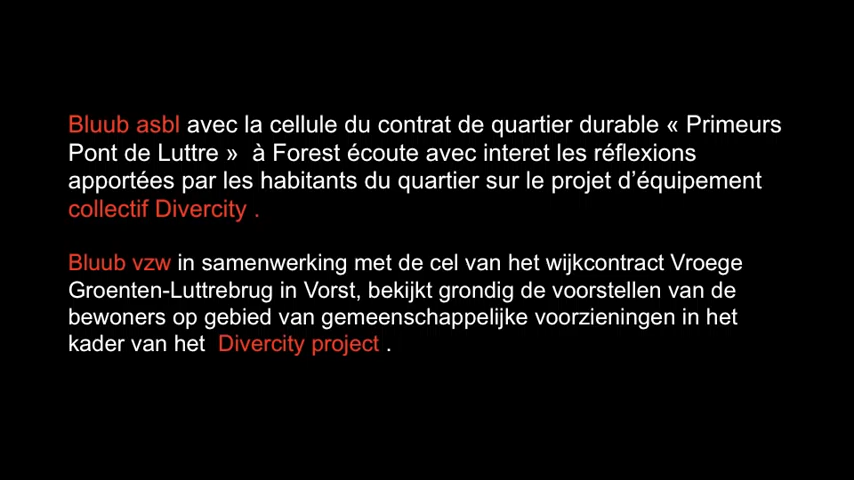 Bluub asbl avec la cellule du contrat de quartier durable « Primeurs
Pont de Luttre »  à Forest écoute avec interet les réflexions
apportées par les habitants du quartier sur le projet d’équipement
collectif Divercity .
Bluub vzw in samenwerking met de cel van het wijkcontract Vroege
Groenten-Luttrebrug in Vorst, bekijkt grondig de voorstellen van de
bewoners op gebied van gemeenschappelijke voorzieningen in het
kader van het  Divercity project .